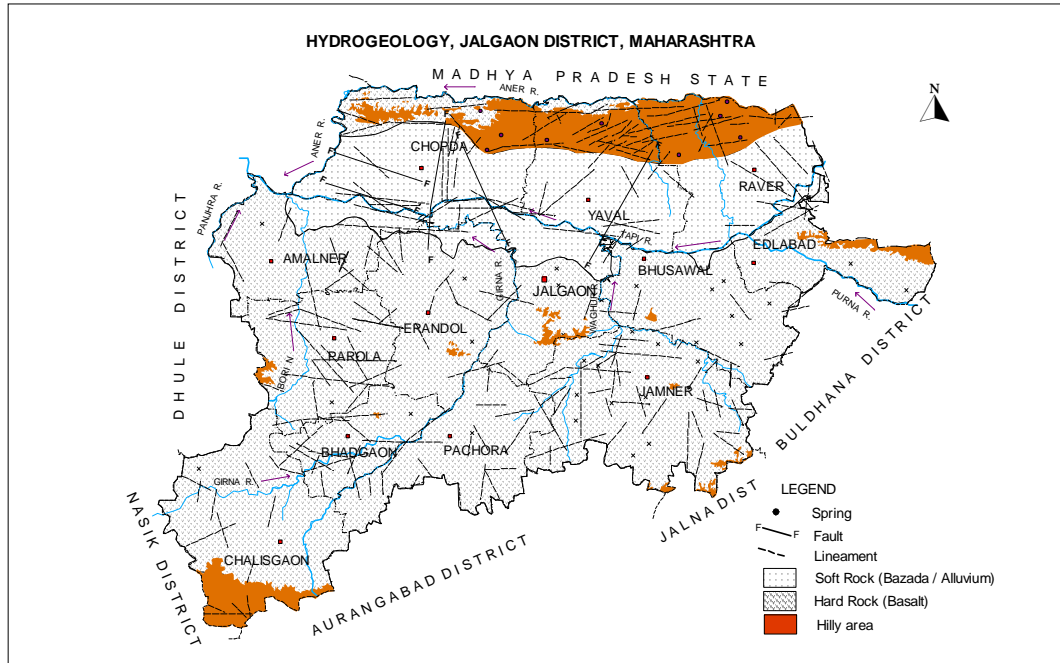 HYDROGEOLOGY, JALGAON DISTRICT, MAHARASHTRA
MADHYA PRADESH STATE
ANER R.
N
ANER R.
CHOPDA
F
F
F
F
F
RAVER
PANJHRA R.
YAVAL
TAPI R.
EDLABAD
AMALNER
F
GIRNA R.
JALGAON
F
BHUSAWAL
DHULE DISTRICT
WAGHUR
PURNA R.
ERANDOL
PAROLA
BORI N
JAMNER
BULDHANA DISTRICT
BHADGAON
PACHORA
GIRNA R.
JALNA DIST
NASIK DISTRICT
CHALISGAON
AURANGABAD DISTRICT
LEGEND
Spring
F F Fault
Lineament
Soft Rock (Bazada / Alluvium)
Hard Rock (Basalt)
Hilly area